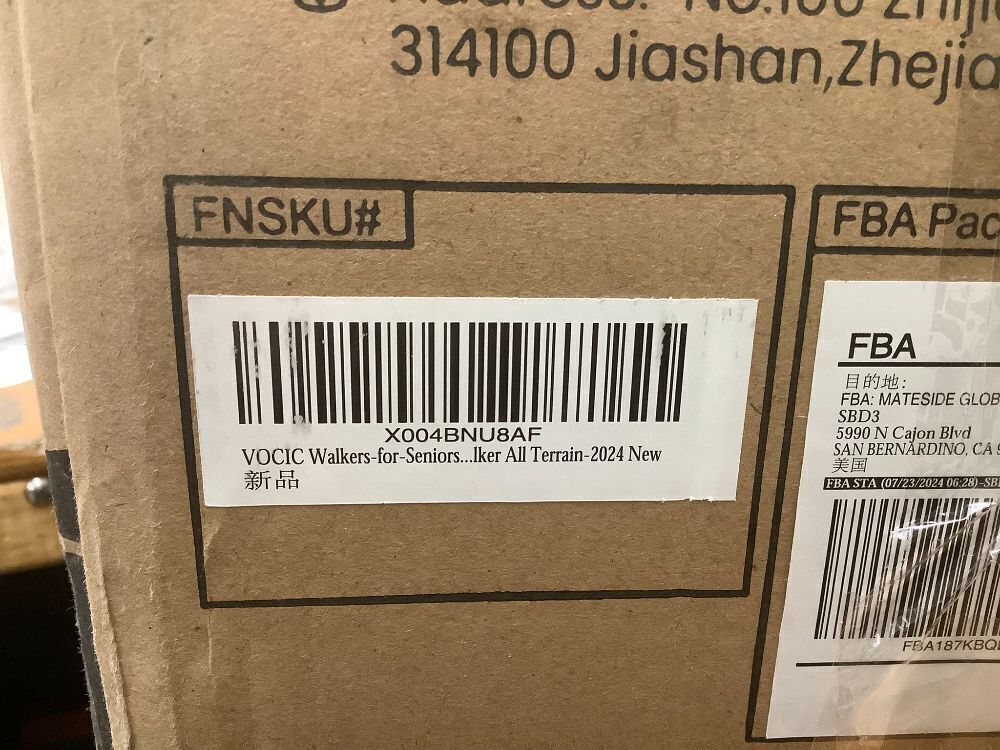 314100 Jiashan,Zhejia
FNSKU#
X004BNU8AF
VOCIC Walkers-for-Seniors...lker All Terrain-2024 New
新品
FBA Pac
FBA
目的地:
FBA: MATESIDE GLOB
SBD3
5990 N Cajon Blvd
SAN BERNARDINO, CA
美国
FBA STA (07/23/2024 06:28)-SB
FBA187KBQ